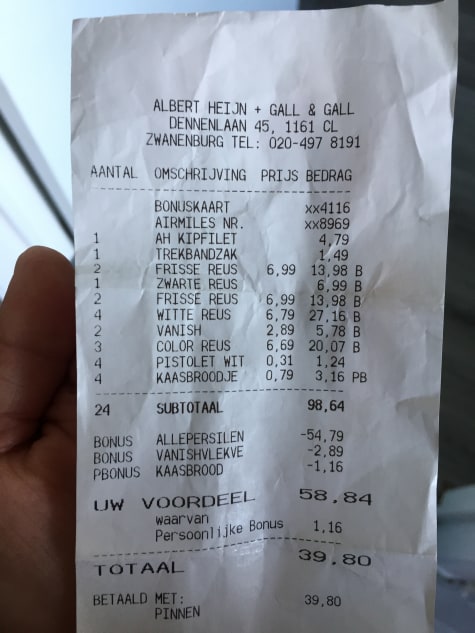 ALBERT HEIJN + GALL & GALL
DENNENLAAN 45, 1161 CL
ZWANENBURG TEL: 020-497 8191
AANTAL OMSCHRIJVING PRIJS BEDRAG
BONUSKAART xx4116
AIRMILES NR. xx8969
1 AH KIPFILET 4,79
1 TREKBANDZAK 1,49
2 FRISSE REUS 6,99 13,98 B
1 ZWARTE REUS 6,99 B
2 FRISSE REUS 6,99 13,98 B
4 WITTE REUS 6,79 27,16 B
2 VANISH 2,89 5,78 B
3 COLOR REUS 6,69 20,07 B
4 PISTOLET WIT 0,31 1,24
4 KAASBROODJE 0,79 3,16 PB
24 SUBTOTAAL 98,64
BONUS ALLEPERSILEN -54,79
BONUS VANISHVLEKVE -2,89
PBONUS KAASBROOD -1,16
UW VOORDEEL 58,84
waarvan
Persoonlijke Bonus 1,16
TOTAAL 39,80
BETAALD MET:
PINNEN 39,80